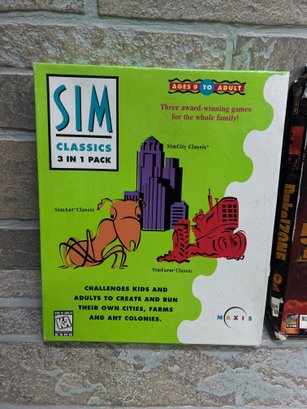 SIM
CLASSICS
3 IN 1 PACK
AGES 9 TO ADULT
Three award-winning games
for the whole family!
SimCity Classic™
SimAnt Classic
SimFarm Classic
CHALLENGES KIDS AND
ADULTS TO CREATE AND RUN
THEIR OWN CITIES, FARMS
AND ANT COLONIES.
MAXIS
KA